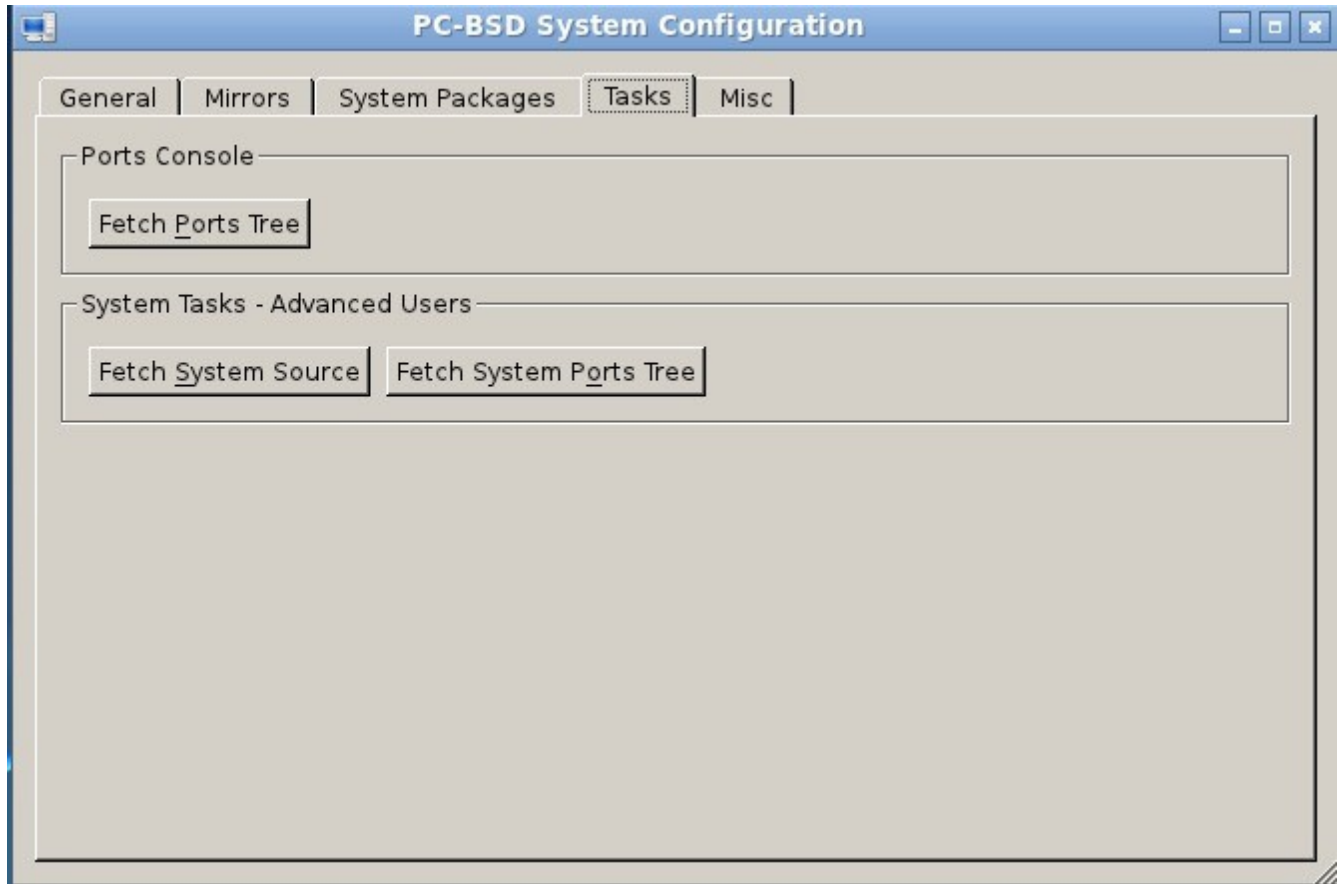 PC-BSD System Configuration
General Mirrors System Packages Tasks Misc
Ports Console
Fetch Ports Tree
System Tasks - Advanced Users
Fetch System Source Fetch System Ports Tree